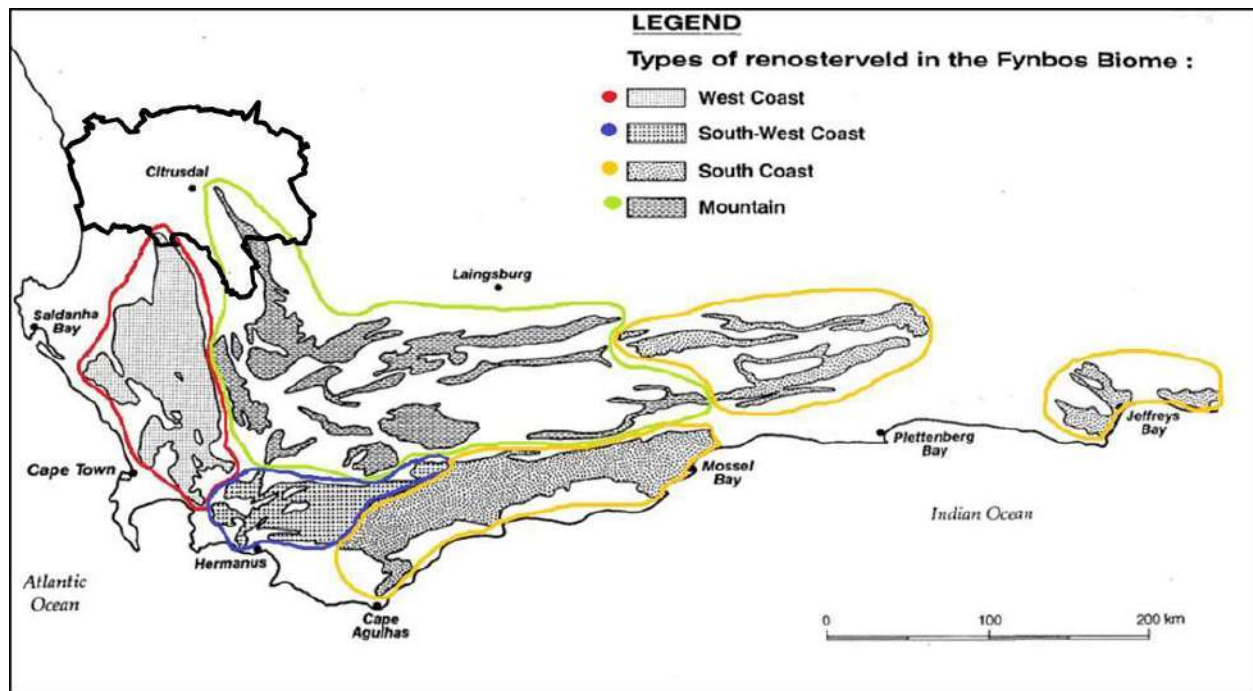 LEGEND
Types of renosterveld in the Fynbos Biome :
West Coast
South-West Coast
South Coast
Mountain
Citrusdal
Laingsburg
Saldanha
Bay
Jeffreys
Bay
Plettenberg
Bay
Mossel
Bay
Cape Town
Indian Ocean
Hermanus
Atlantic
Ocean
Cape
Agulhas
0 100 200 km